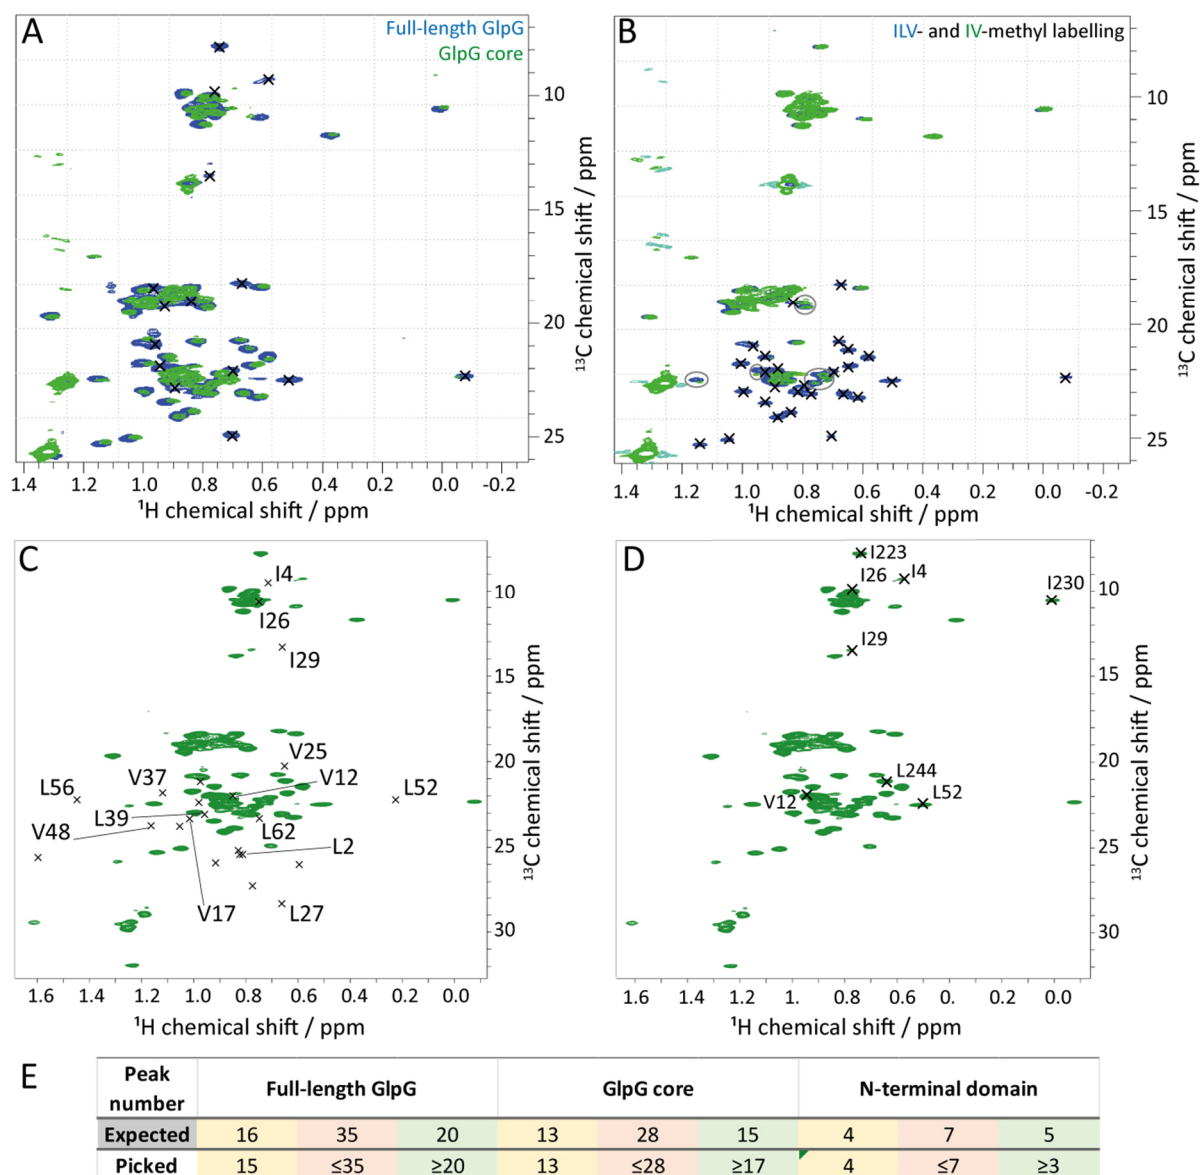 A
Full-length GlpG
GlpG core
10
15
20
25
¹³C chemical shift / ppm
1.4
1.2
1.0
0.8
0.6
0.4
0.2
0.0
-0.2
¹H chemical shift / ppm
B
ILV- and IV-methyl labelling
10
15
20
25
¹³C chemical shift / ppm
1.4
1.2
1.0
0.8
0.6
0.4
0.2
0.0
-0.2
¹H chemical shift / ppm
C
I4
I26
I29
V25
V37
V12
L56
L52
L39
V48
L62
L2
V17
L27
10
15
20
25
30
¹³C chemical shift / ppm
1.6
1.4
1.2
1.0
0.8
0.6
0.4
0.2
0.0
¹H chemical shift / ppm
D
I223
I26
I4
I230
I29
L244
V12
L52
10
15
20
25
30
¹³C chemical shift / ppm
1.6
1.4
1.2
1.
0.8
0.6
0.
0.2
0.0
¹H chemical shift / ppm
E
Peak number
Full-length GlpG
GlpG core
N-terminal domain
Expected 16 35 20 13 28 15 4 7 5
Picked 15 ≤35 ≥20 13 ≤28 ≥17 4 ≤7 ≥3